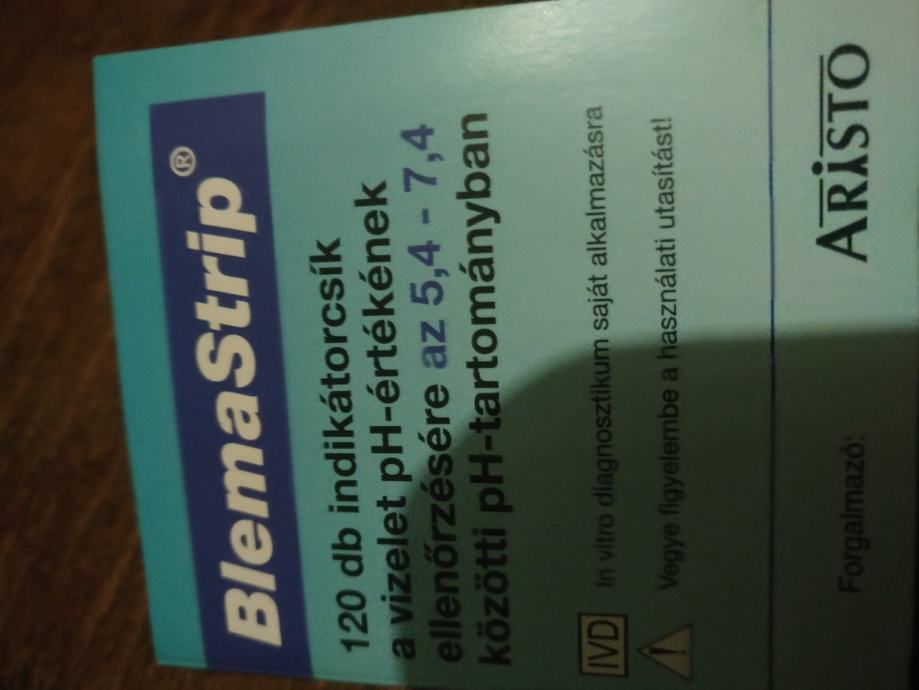 BlemaStrip®
120 db indikátorcsík
a vizelet pH-értékének
ellenőrzésére az 5,4 - 7,4
közötti pH-tartományban
IVD In vitro diagnosztikum saját alkalmazásra
Vegye figyelembe a használati utasítást!
Forgalmazó: ARISTO